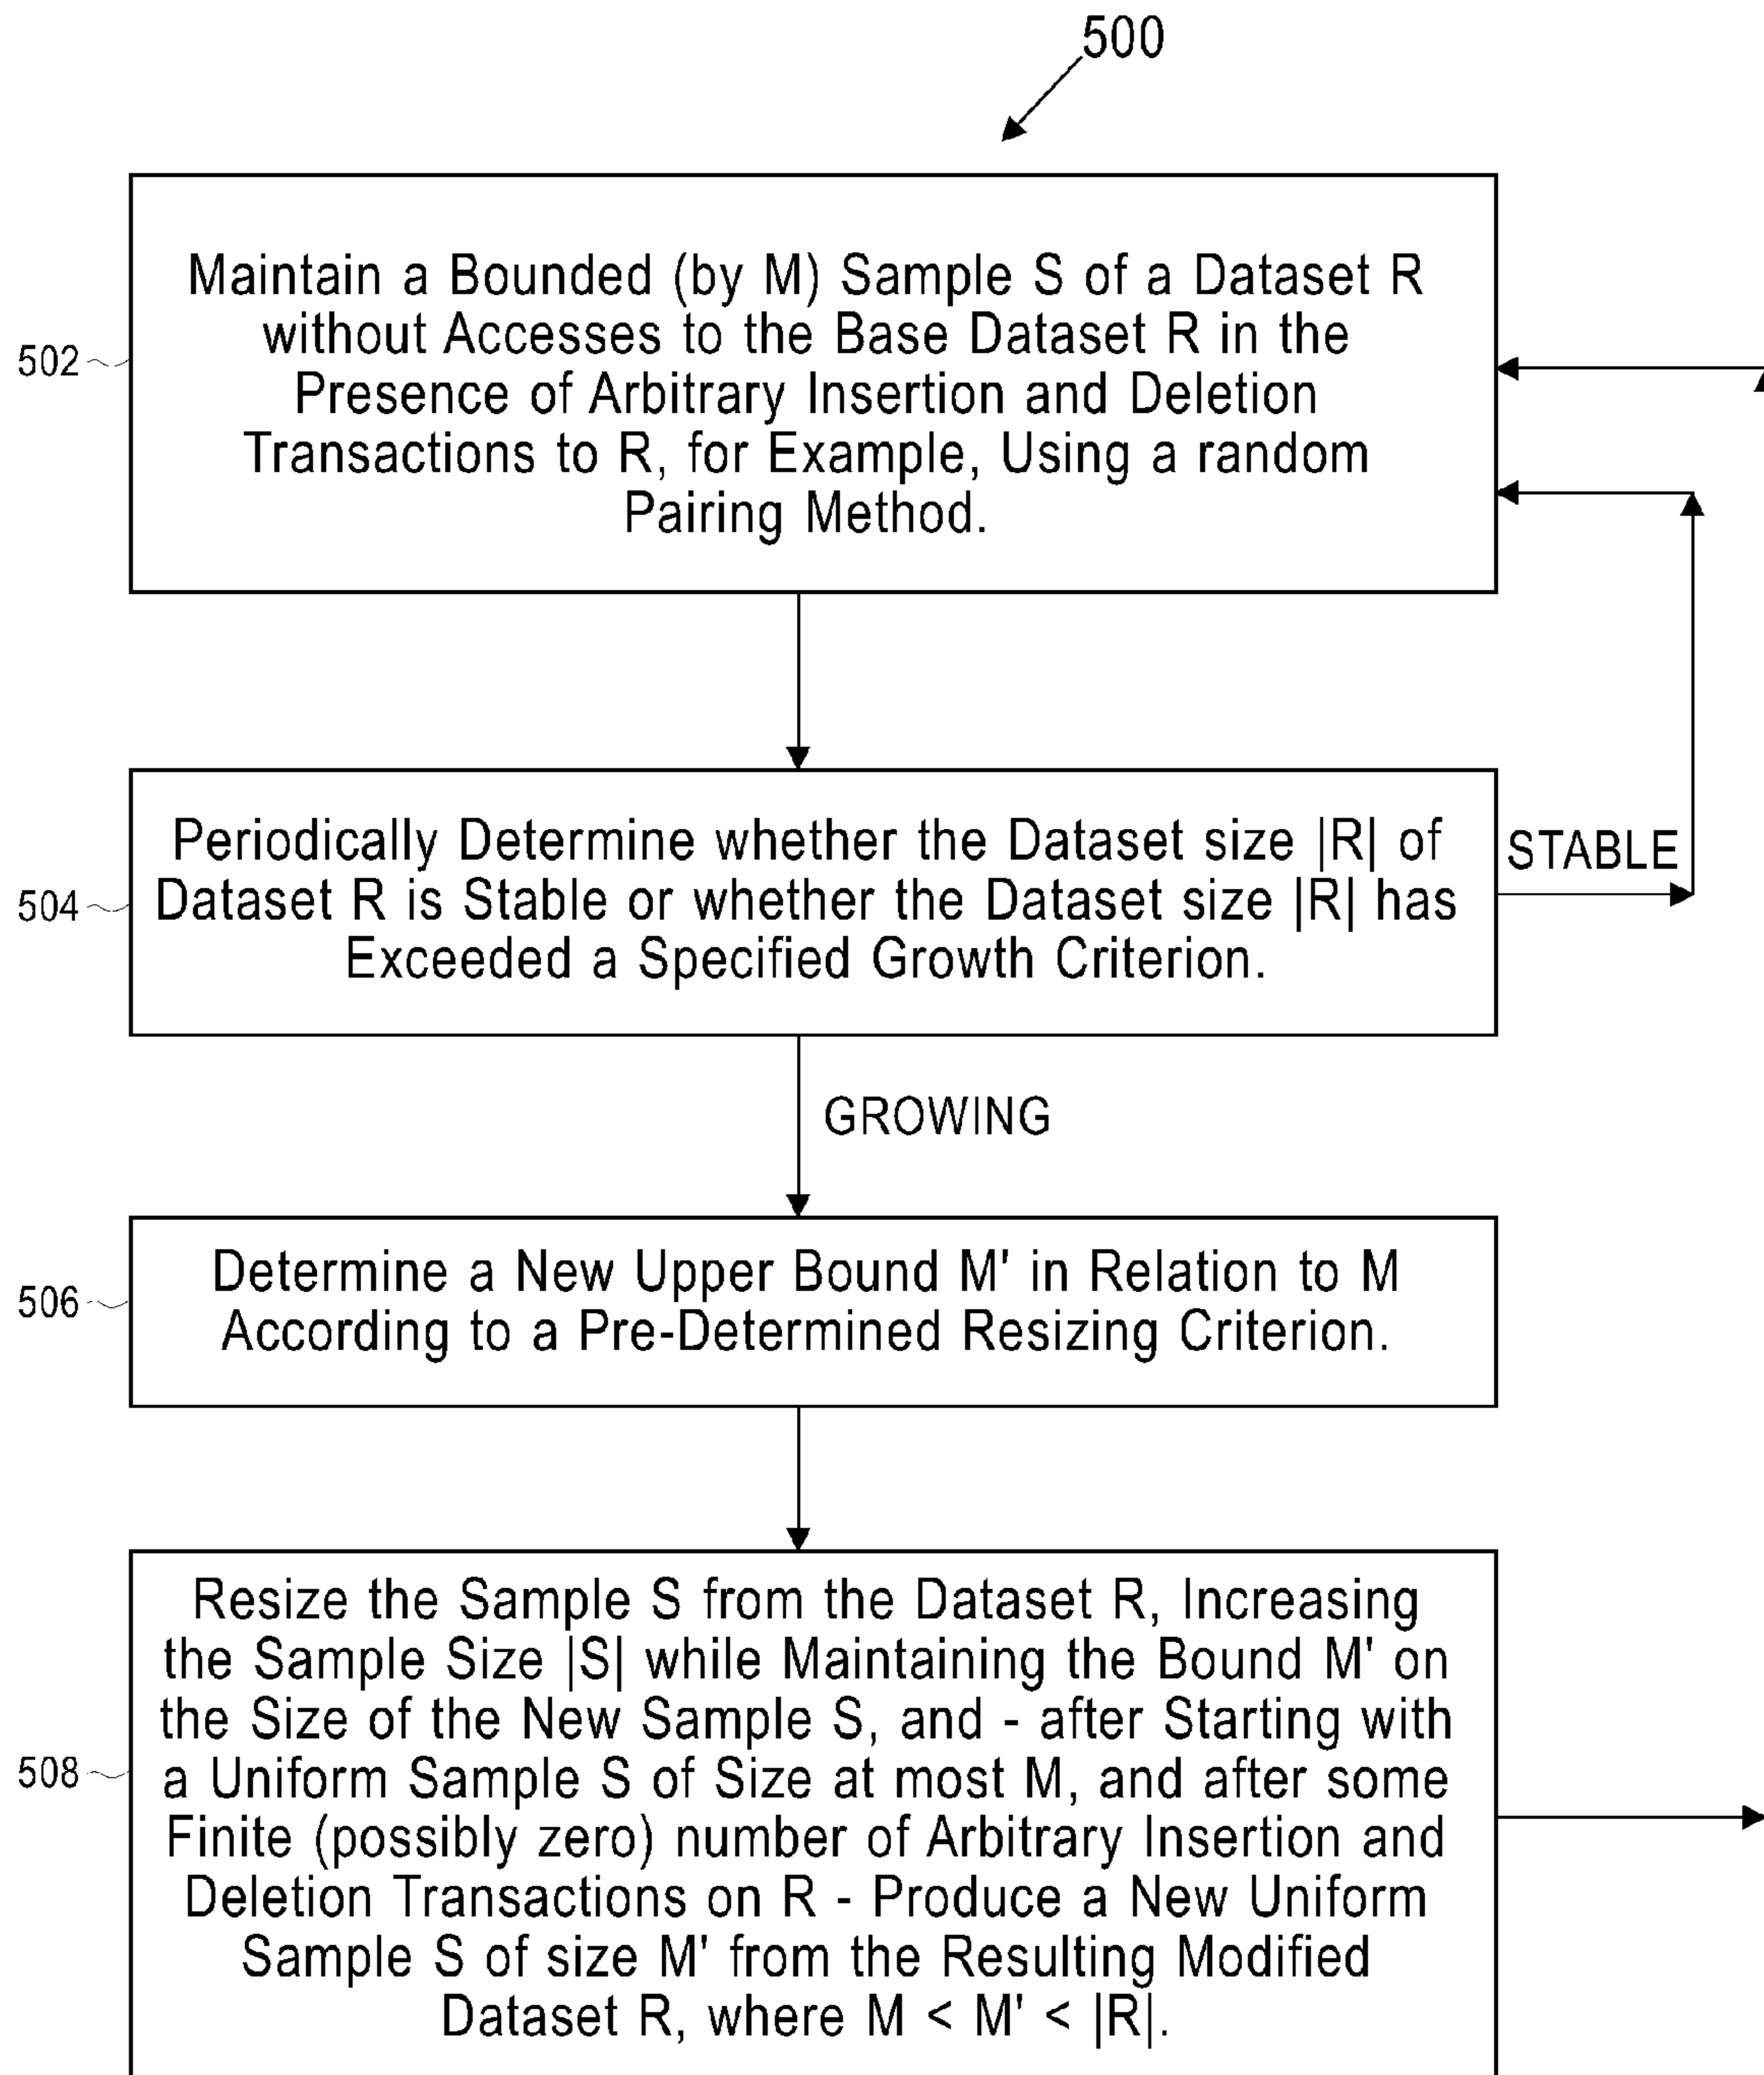 500
502
Maintain a Bounded (by M) Sample S of a Dataset R
without Accesses to the Base Dataset R in the
Presence of Arbitrary Insertion and Deletion
Transactions to R, for Example, Using a random
Pairing Method.
504
Periodically Determine whether the Dataset size |R| of
Dataset R is Stable or whether the Dataset size |R| has
Exceeded a Specified Growth Criterion.
STABLE
GROWING
506
Determine a New Upper Bound M' in Relation to M
According to a Pre-Determined Resizing Criterion.
508
Resize the Sample S from the Dataset R, Increasing
the Sample Size |S| while Maintaining the Bound M' on
the Size of the New Sample S, and - after Starting with
a Uniform Sample S of Size at most M, and after some
Finite (possibly zero) number of Arbitrary Insertion and
Deletion Transactions on R - Produce a New Uniform
Sample S of size M' from the Resulting Modified
Dataset R, where M < M' < |R|.